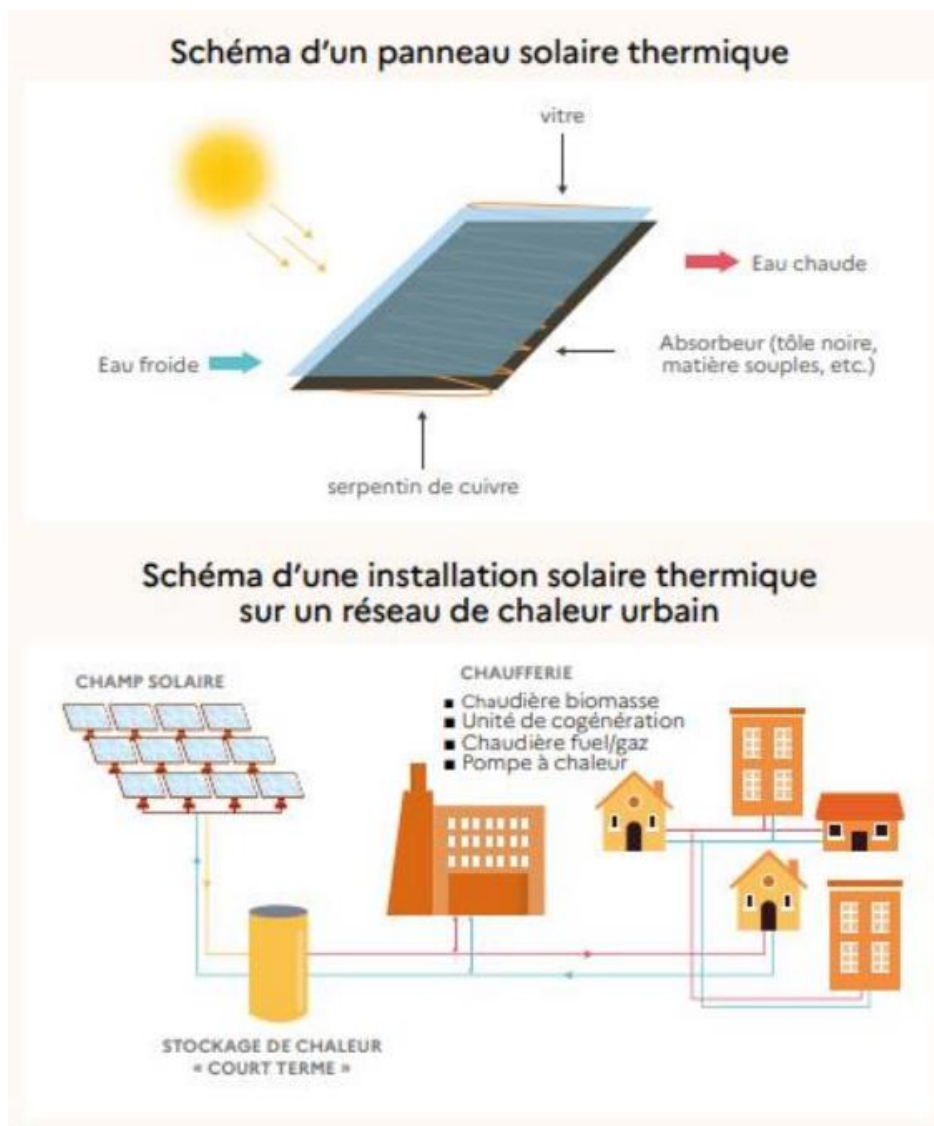 Schéma d'un panneau solaire thermique
vitre
Eau chaude
Eau froide
Absorbeur (tôle noire,
matière souples, etc.)
serpentin de cuivre
Schéma d'une installation solaire thermique
sur un réseau de chaleur urbain
CHAMP SOLAIRE
CHAUFFERIE
■ Chaudière biomasse
■ Unité de cogénération
■ Chaudière fuel/gaz
■ Pompe à chaleur
STOCKAGE DE CHALEUR
« COURT TERME »